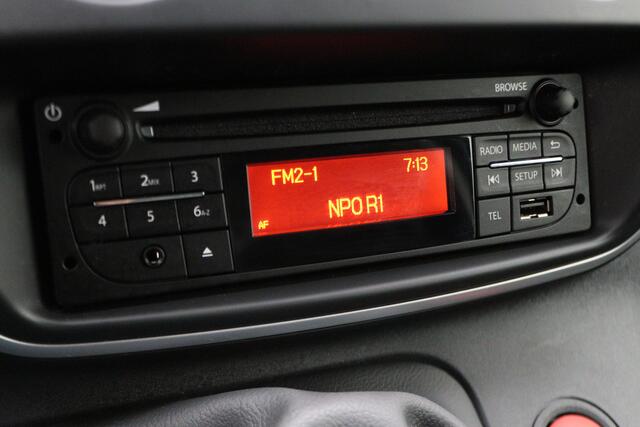 BROWSE
FM2-1 7:13
NPO R1
AF
1RPT 2MIX 3
4 5 6A-Z
RADIO MEDIA
SETUP
TEL